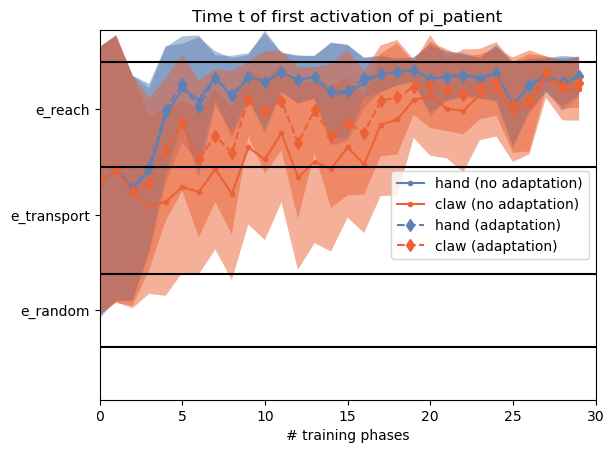 Time t of first activation of pi_patient
e_reach
e_transport
e_random
hand (no adaptation)
claw (no adaptation)
hand (adaptation)
claw (adaptation)
0
5
10
15
20
25
30
# training phases